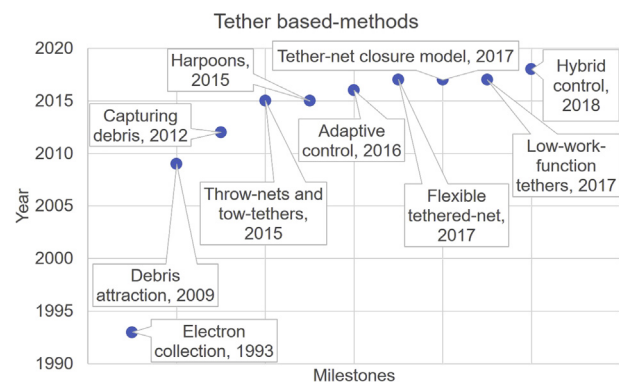 Tether based-methods
Year
2020
2015
2010
2005
2000
1995
1990
Harpoons,
2015
Tether-net closure model, 2017
Hybrid
control,
2018
Capturing
debris, 2012
Adaptive
control, 2016
Low-work-
function
tethers, 2017
Throw-nets and
tow-tethers,
2015
Flexible
tethered-net,
2017
Debris
attraction, 2009
Electron
collection, 1993
Milestones